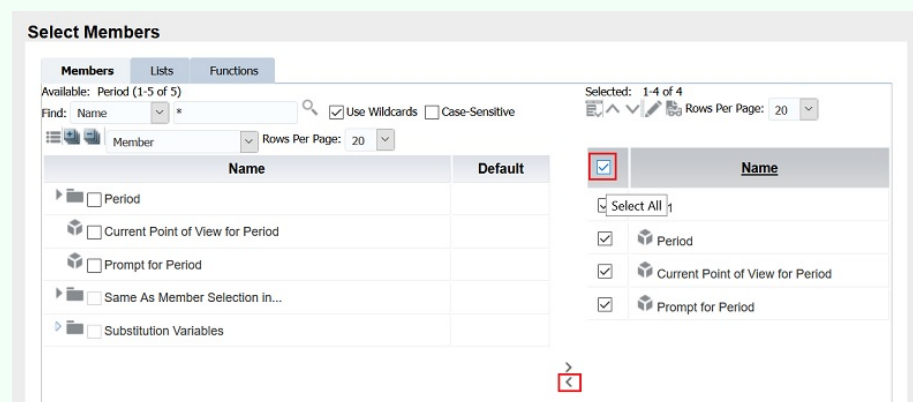 Select Members
Members Lists Functions
Available: Period (1-5 of 5)
Find: Name * Use Wildcards Case-Sensitive
Member Rows Per Page: 20
Name Default
Period
Current Point of View for Period
Prompt for Period
Same As Member Selection in...
Substitution Variables
Selected: 1-4 of 4
Rows Per Page: 20
Name
Select All 1
Period
Current Point of View for Period
Prompt for Period